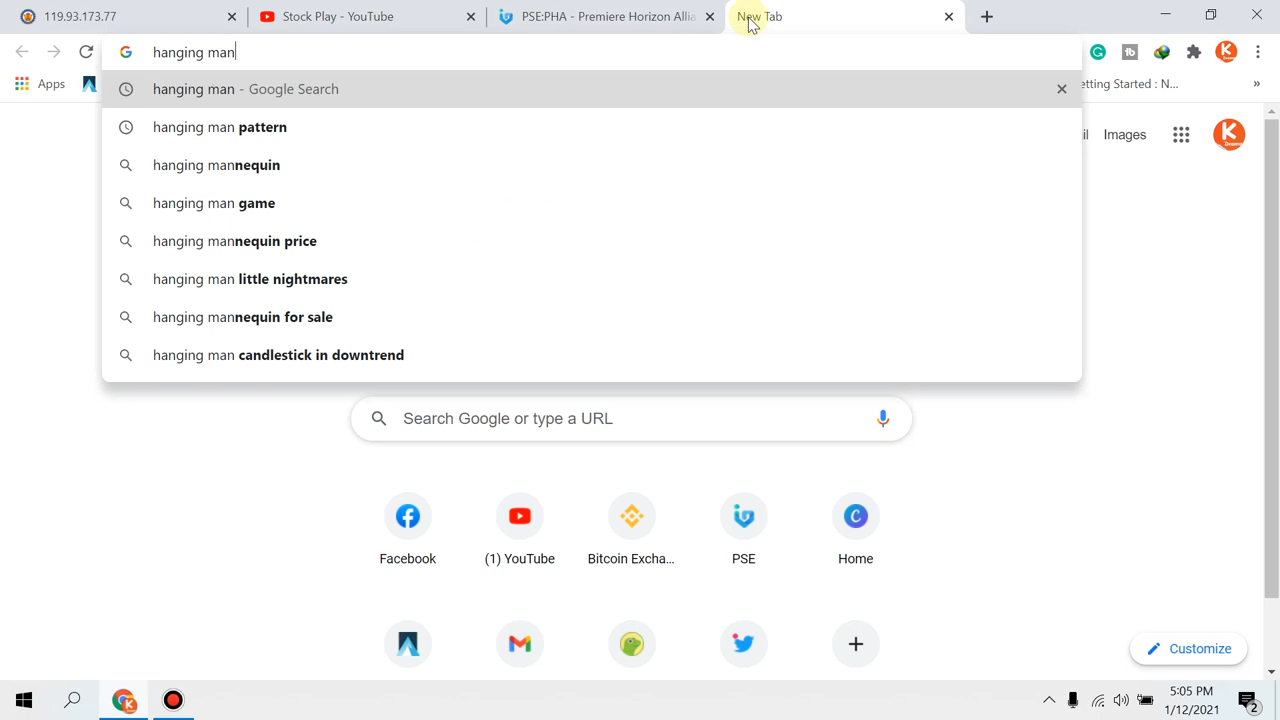 119.93.173.77
Stock Play - YouTube
PSE:PHA - Premiere Horizon Allia
New Tab
hanging man
hanging man - Google Search
hanging man pattern
hanging mannequin
hanging man game
hanging mannequin price
hanging man little nightmares
hanging mannequin for sale
hanging man candlestick in downtrend
Apps
etting Started : N...
»
il
Images
K
Search Google or type a URL
Facebook
(1) YouTube
Bitcoin Excha...
PSE
Home
Customize
5:05 PM
1/12/2021
2